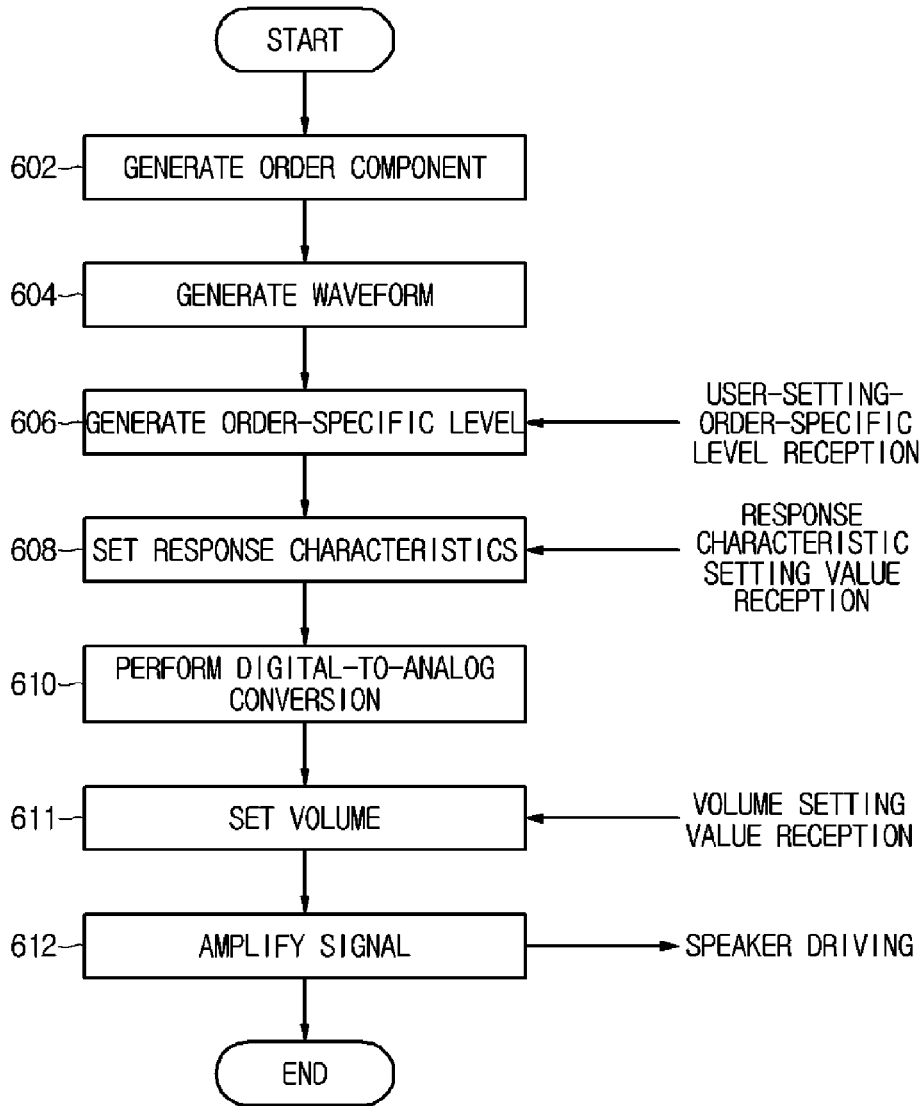 START
602
GENERATE ORDER COMPONENT
604
GENERATE WAVEFORM
606
GENERATE ORDER-SPECIFIC LEVEL
USER-SETTING-
ORDER-SPECIFIC
LEVEL RECEPTION
608
SET RESPONSE CHARACTERISTICS
RESPONSE
CHARACTERISTIC
SETTING VALUE
RECEPTION
610
PERFORM DIGITAL-TO-ANALOG
CONVERSION
611
SET VOLUME
VOLUME SETTING
VALUE RECEPTION
612
AMPLIFY SIGNAL
SPEAKER DRIVING
END